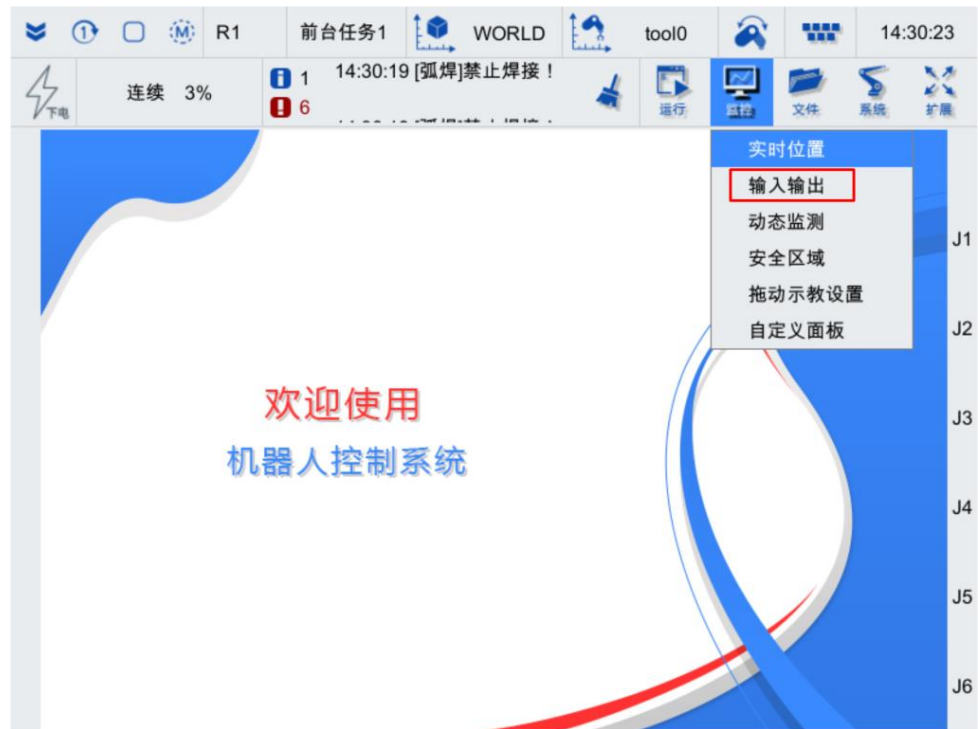 R1 前台任务1 WORLD tool0 14:30:23
下电 连续 3% 1 14:30:19 [弧焊]禁止焊接！
6
运行 监控 文件 系统 扩展
实时位置
输入输出
动态监测
安全区域
拖动示教设置
自定义面板
J1
J2
J3
J4
J5
J6
欢迎使用
机器人控制系统